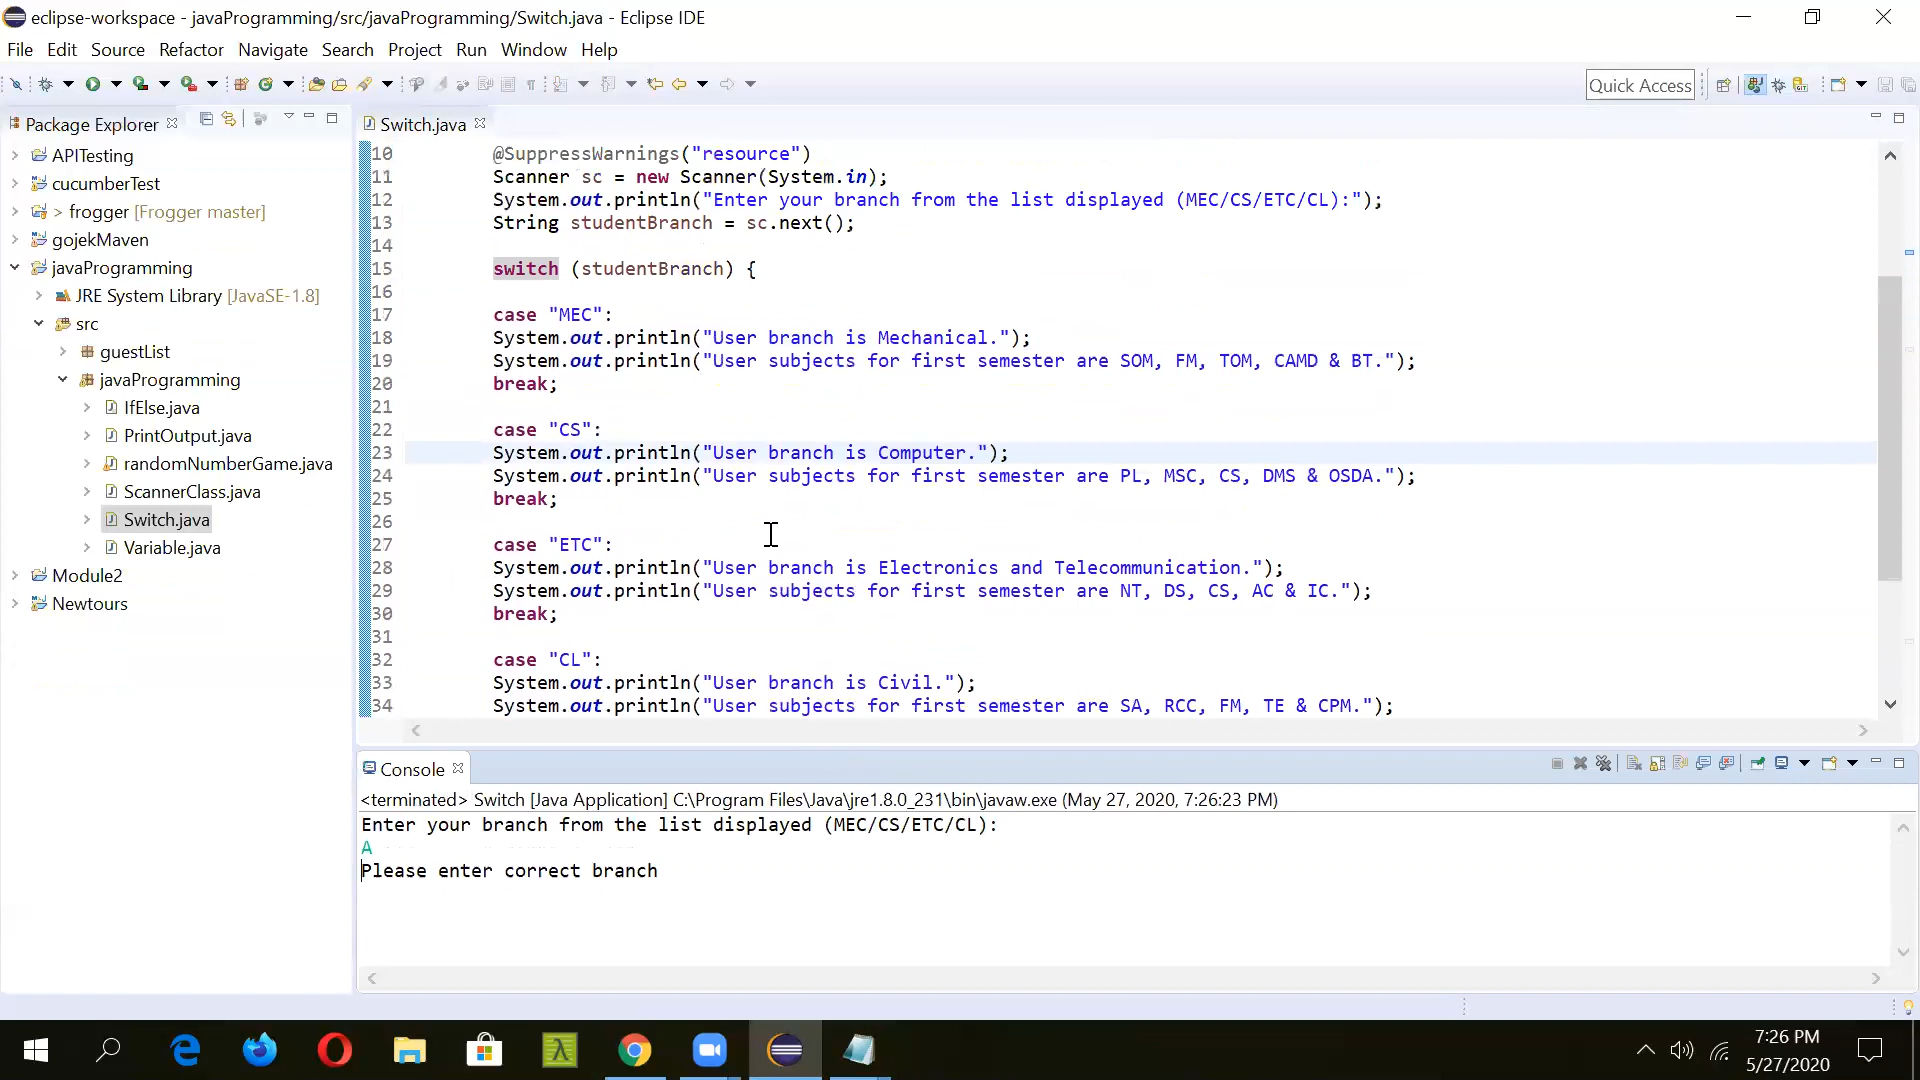 eclipse-workspace - javaProgramming/src/javaProgramming/Switch.java - Eclipse IDE
File Edit Source Refactor Navigate Search Project Run Window Help
Quick Access
Package Explorer
Switch.java
APITesting
cucumberTest
> frogger [Frogger master]
gojekMaven
javaProgramming
JRE System Library [JavaSE-1.8]
src
guestList
javaProgramming
IfElse.java
PrintOutput.java
randomNumberGame.java
ScannerClass.java
Switch.java
Variable.java
Module2
Newtours
10 @SuppressWarnings("resource")
11 Scanner sc = new Scanner(System.in);
12 System.out.println("Enter your branch from the list displayed (MEC/CS/ETC/CL):");
13 String studentBranch = sc.next();
14
15 switch (studentBranch) {
16
17 case "MEC":
18 System.out.println("User branch is Mechanical.");
19 System.out.println("User subjects for first semester are SOM, FM, TOM, CAMD & BT.");
20 break;
21
22 case "CS":
23 System.out.println("User branch is Computer.");
24 System.out.println("User subjects for first semester are PL, MSC, CS, DMS & OSDA.");
25 break;
26
27 case "ETC":
28 System.out.println("User branch is Electronics and Telecommunication.");
29 System.out.println("User subjects for first semester are NT, DS, CS, AC & IC.");
30 break;
31
32 case "CL":
33 System.out.println("User branch is Civil.");
34 System.out.println("User subjects for first semester are SA, RCC, FM, TE & CPM.");
Console
<terminated> Switch [Java Application] C:\Program Files\Java\jre1.8.0_231\bin\javaw.exe (May 27, 2020, 7:26:23 PM)
Enter your branch from the list displayed (MEC/CS/ETC/CL):
A
Please enter correct branch
7:26 PM
5/27/2020